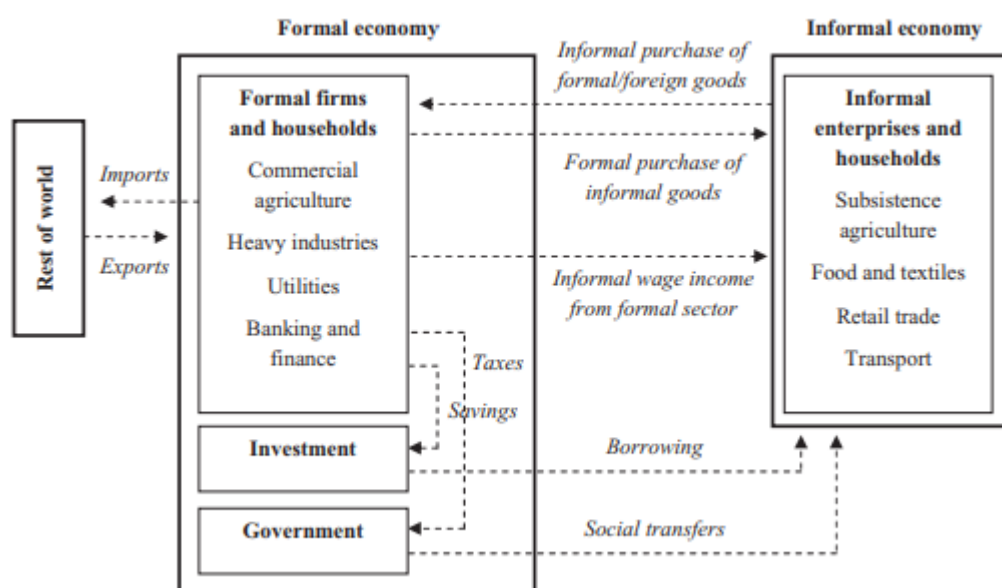 Formal economy
Informal economy
Informal purchase of
formal/foreign goods
Formal firms
and households
Commercial
agriculture
Heavy industries
Utilities
Banking and
finance
Informal
enterprises and
households
Subsistence
agriculture
Food and textiles
Retail trade
Transport
Rest of world
Imports
Exports
Formal purchase of
informal goods
Informal wage income
from formal sector
Taxes
Savings
Investment
Borrowing
Government
Social transfers